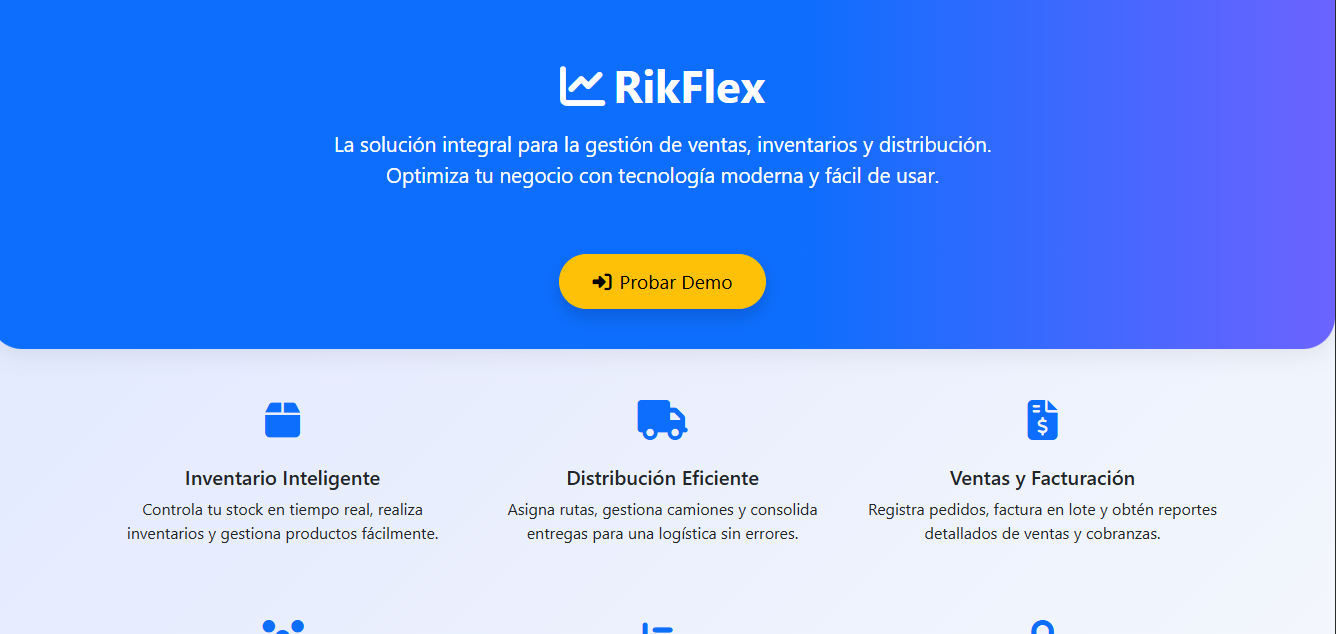 RikFlex
La solución integral para la gestión de ventas, inventarios y distribución.
Optimiza tu negocio con tecnología moderna y fácil de usar.
Probar Demo
Inventario Inteligente
Controla tu stock en tiempo real, realiza
inventarios y gestiona productos fácilmente.
Distribución Eficiente
Asigna rutas, gestiona camiones y consolida
entregas para una logística sin errores.
Ventas y Facturación
Registra pedidos, factura en lote y obtén reportes
detallados de ventas y cobranzas.